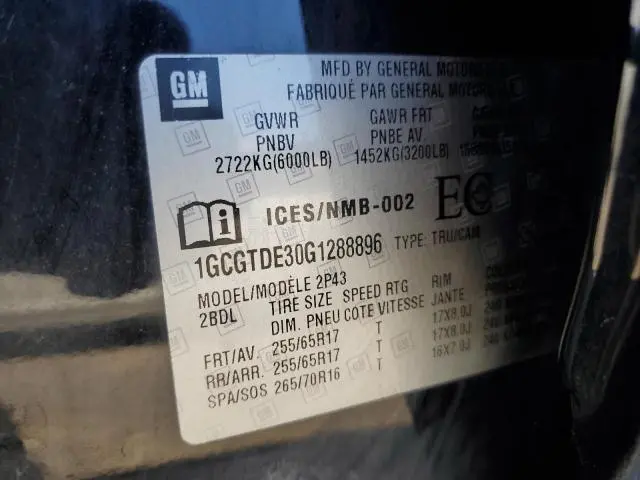 GM
MFD BY GENERAL MOTORS
FABRIQUÉ PAR GENERAL
GVWR
PNBV
2722KG(6000LB)
GAWR FRT
PNBE AV.
1452KG(3200LB)
ICES/NMB-002
EC
1GCGTDE30G1288896 TYPE: TRU/CAM
MODEL/MODÈLE 2P43
2BDL TIRE SIZE SPEED RTG RIM
DIM. PNEU COTE VITESSE JANTE
FRT/AV. 255/65R17 T 17X8.0J
RR/ARR. 255/65R17 T 17X8.0J
SPA/SOS 265/70R16 T 16X7.0J